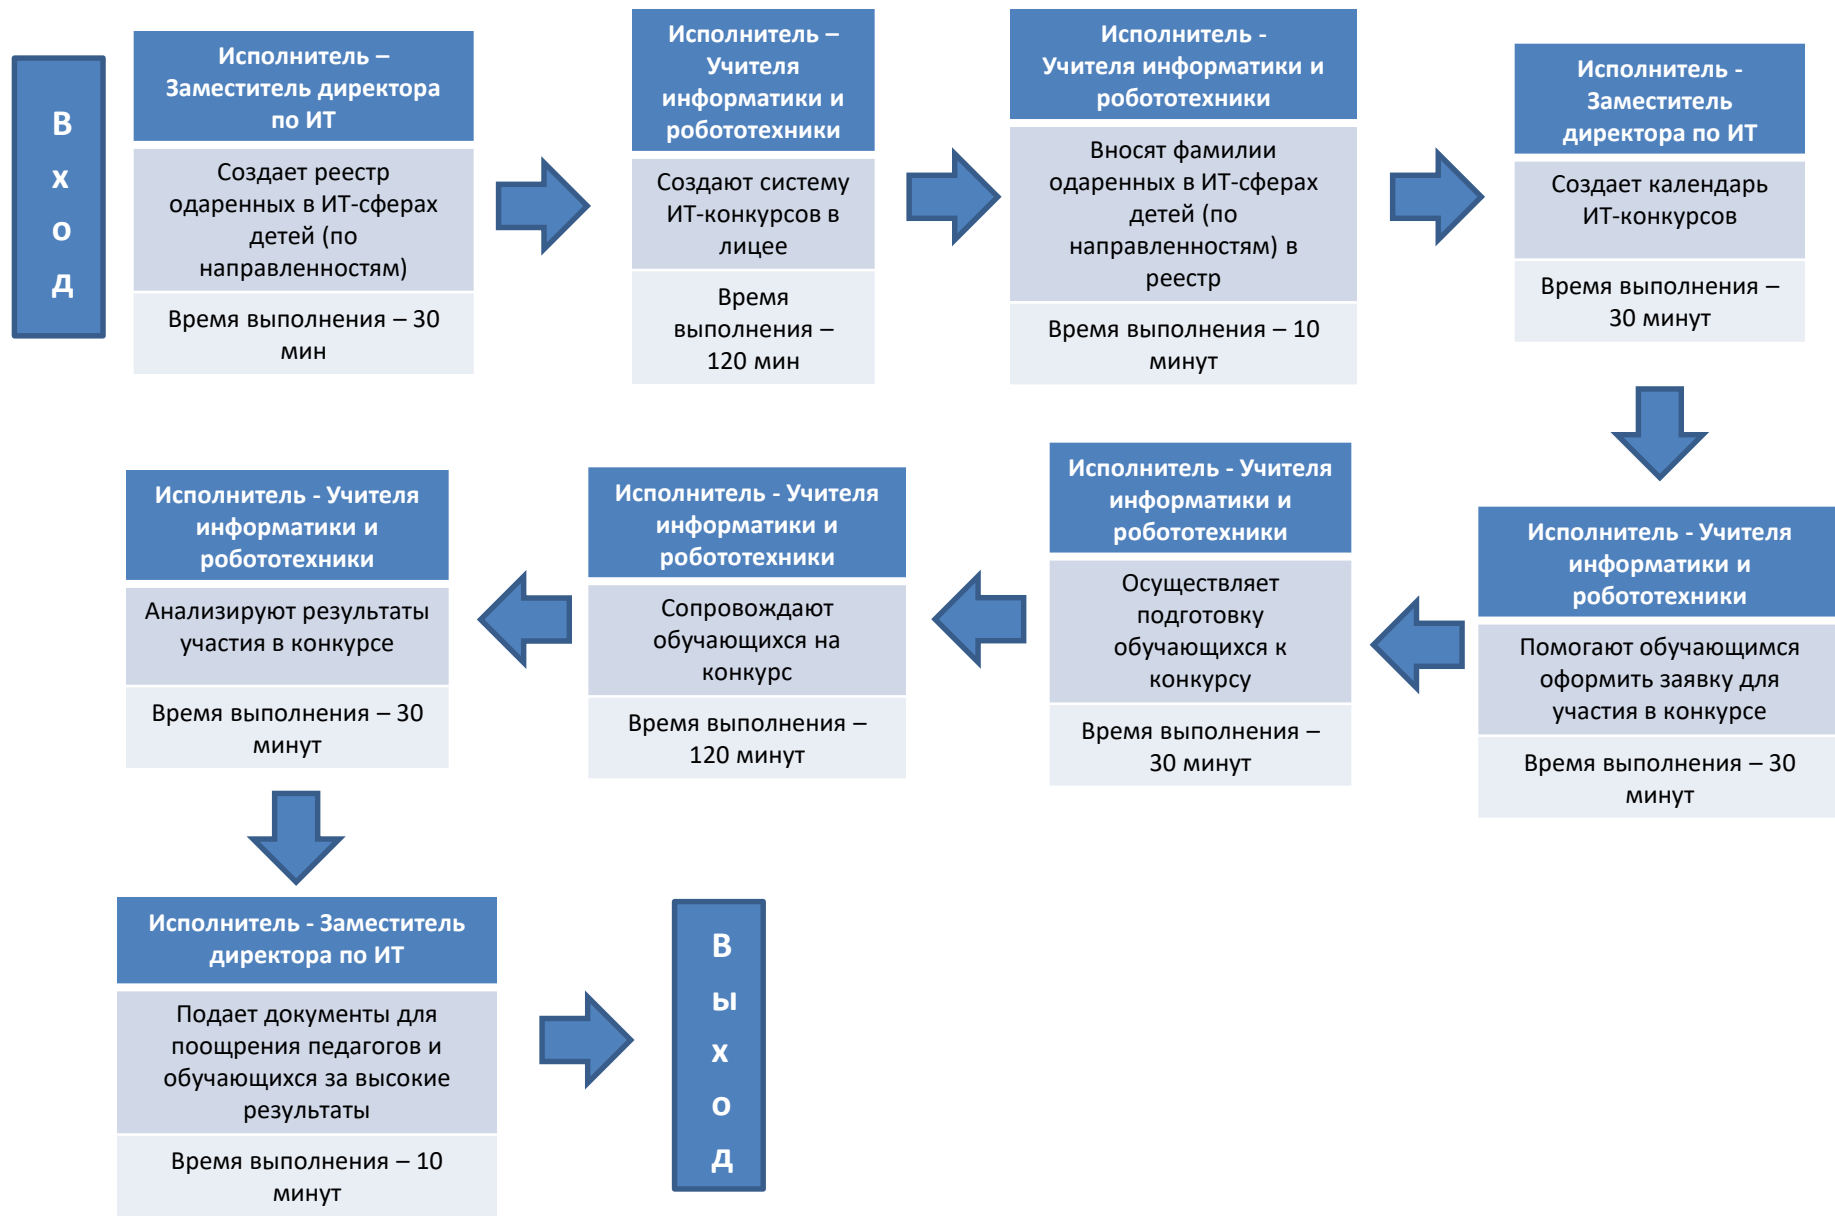 Вход
Исполнитель –
Заместитель директора
по ИТ
Создает реестр
одаренных в ИТ-сферах
детей (по
направленностям)
Время выполнения – 30
мин
Исполнитель –
Учителя
информатики и
робототехники
Создают систему
ИТ-конкурсов в
лицее
Время
выполнения –
120 мин
Исполнитель -
Учителя информатики и
робототехники
Вносят фамилии
одаренных в ИТ-сферах
детей (по
направленностям) в
реестр
Время выполнения – 10
минут
Исполнитель -
Заместитель
директора по ИТ
Создает календарь
ИТ-конкурсов
Время выполнения –
30 минут
Исполнитель - Учителя
информатики и
робототехники
Помогают обучающимся
оформить заявку для
участия в конкурсе
Время выполнения – 30
минут
Исполнитель - Учителя
информатики и
робототехники
Осуществляет
подготовку
обучающихся к
конкурсу
Время выполнения –
30 минут
Исполнитель - Учителя
информатики и
робототехники
Сопровождают
обучающихся на
конкурс
Время выполнения –
120 минут
Исполнитель - Учителя
информатики и
робототехники
Анализируют результаты
участия в конкурсе
Время выполнения – 30
минут
Исполнитель - Заместитель
директора по ИТ
Подает документы для
поощрения педагогов и
обучающихся за высокие
результаты
Время выполнения – 10
минут
Выход